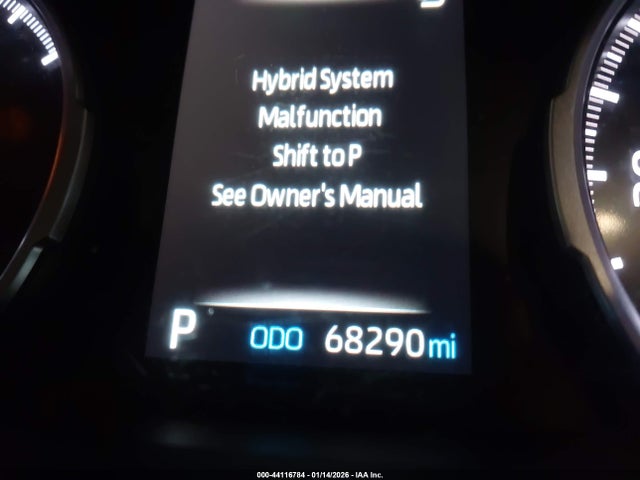 Hybrid System
Malfunction
Shift to P
See Owner's Manual
P ODO 68290 mi
000-44116784 - 01/14/2026 - IAA Inc.